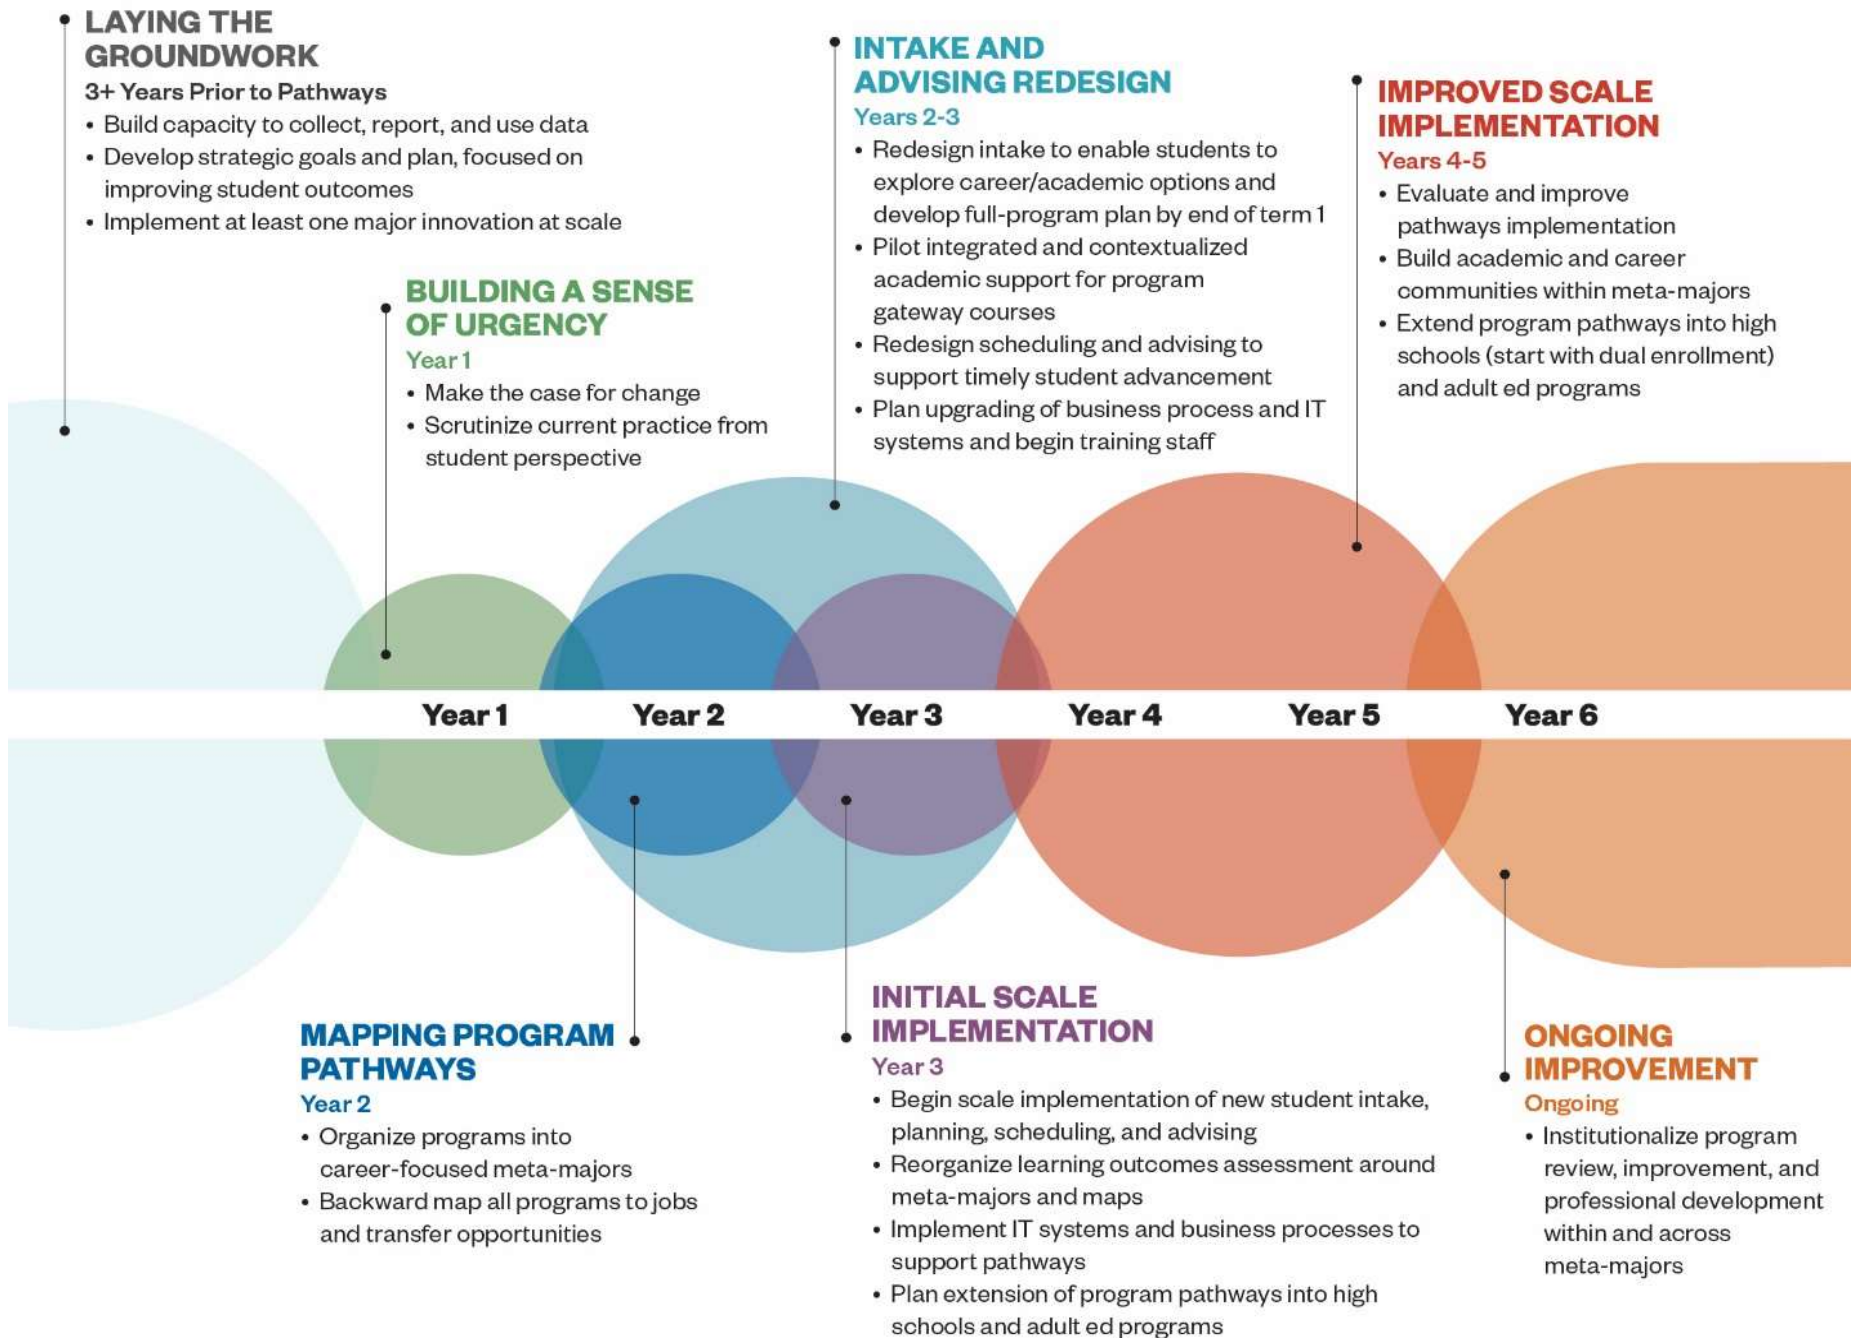 LAYING THE
GROUNDWORK
3+ Years Prior to Pathways
• Build capacity to collect, report, and use data
• Develop strategic goals and plan, focused on
improving student outcomes
• Implement at least one major innovation at scale
BUILDING A SENSE
OF URGENCY
Year 1
• Make the case for change
• Scrutinize current practice from
student perspective
INTAKE AND
ADVISING REDESIGN
Years 2-3
• Redesign intake to enable students to
explore career/academic options and
develop full-program plan by end of term 1
• Pilot integrated and contextualized
academic support for program
gateway courses
• Redesign scheduling and advising to
support timely student advancement
• Plan upgrading of business process and IT
systems and begin training staff
IMPROVED SCALE
IMPLEMENTATION
Years 4-5
• Evaluate and improve
pathways implementation
• Build academic and career
communities within meta-majors
• Extend program pathways into high
schools (start with dual enrollment)
and adult ed programs
Year 1 Year 2 Year 3 Year 4 Year 5 Year 6
MAPPING PROGRAM
PATHWAYS
Year 2
• Organize programs into
career-focused meta-majors
• Backward map all programs to jobs
and transfer opportunities
INITIAL SCALE
IMPLEMENTATION
Year 3
• Begin scale implementation of new student intake,
planning, scheduling, and advising
• Reorganize learning outcomes assessment around
meta-majors and maps
• Implement IT systems and business processes to
support pathways
• Plan extension of program pathways into high
schools and adult ed programs
ONGOING
IMPROVEMENT
Ongoing
• Institutionalize program
review, improvement, and
professional development
within and across
meta-majors